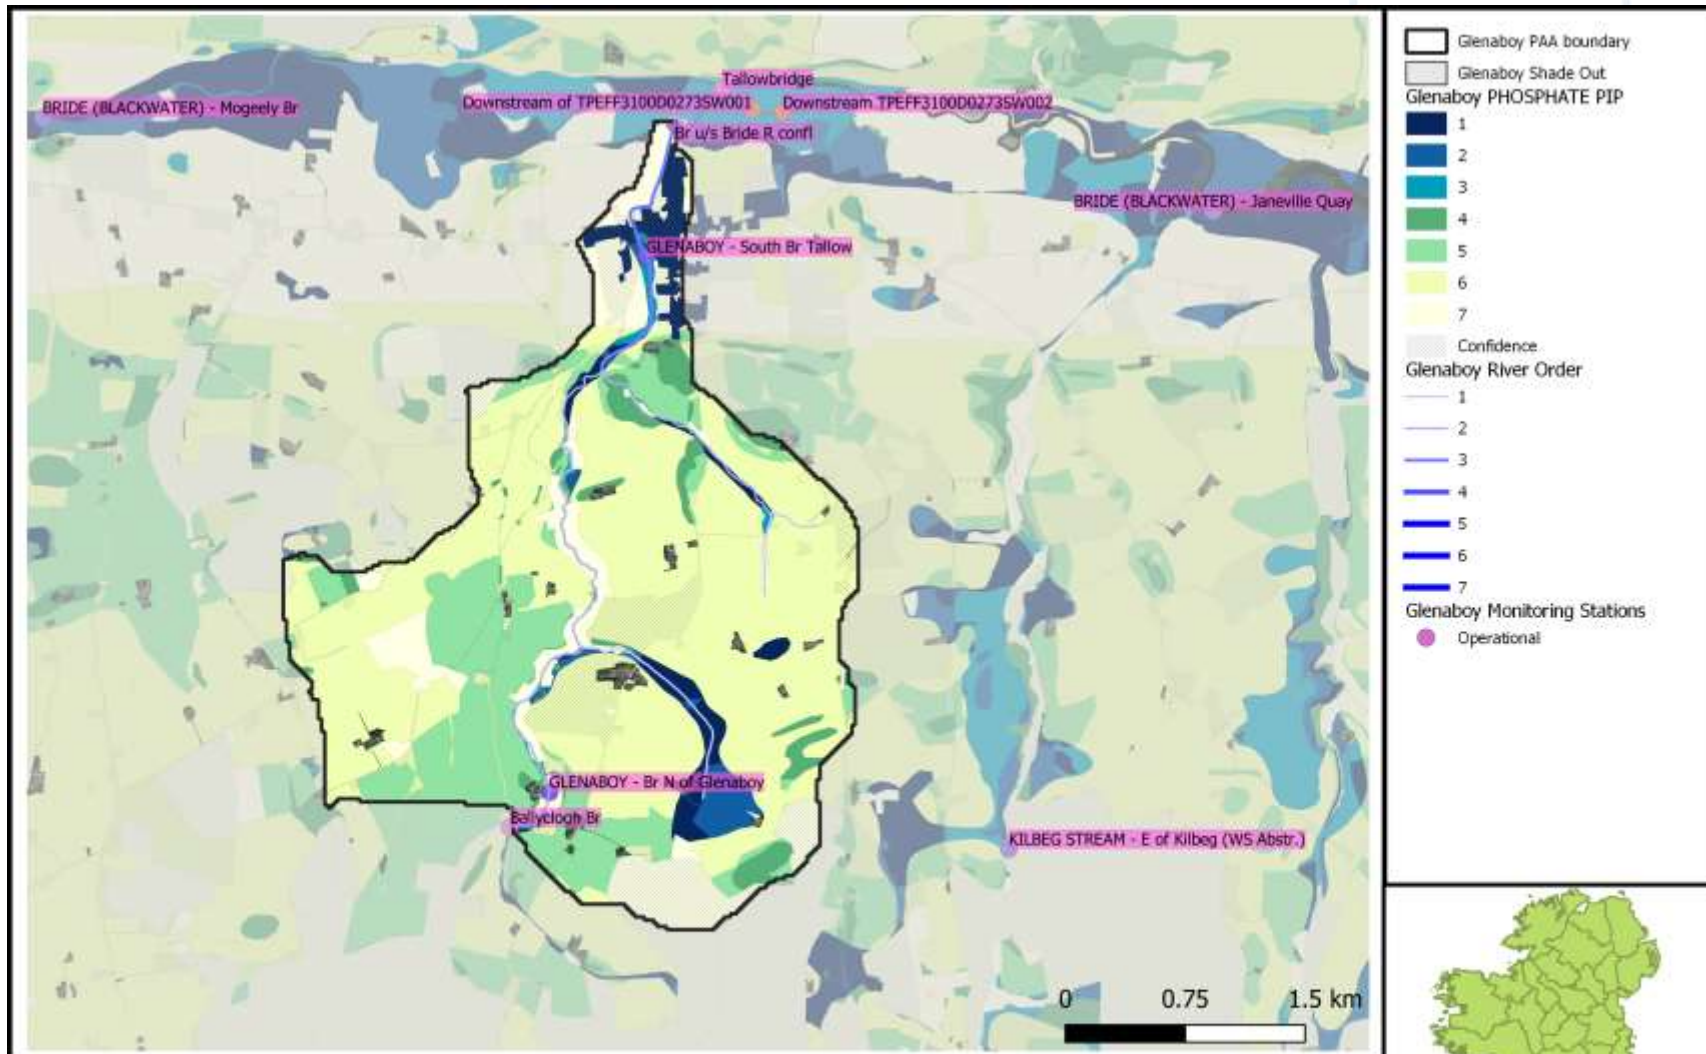 Tallowbridge
BRIDE (BLACKWATER) - Mogeely Br
Downstream of TPEFF3100D0273SW001
Downstream TPEFF3100D0273SW002
Br u/s Bride R confl
BRIDE (BLACKWATER) - Janeville Quay
GLENABOY - South Br Tallow
GLENABOY - Br N of Glenaboy
Ballyclogh Br
KILBEG STREAM - E of Kilbeg (WS Abstr.)
0 0.75 1.5 km
Glenaboy PAA boundary
Glenaboy Shade Out
Glenaboy PHOSPHATE PIP
1
2
3
4
5
6
7
Confidence
Glenaboy River Order
1
2
3
4
5
6
7
Glenaboy Monitoring Stations
Operational